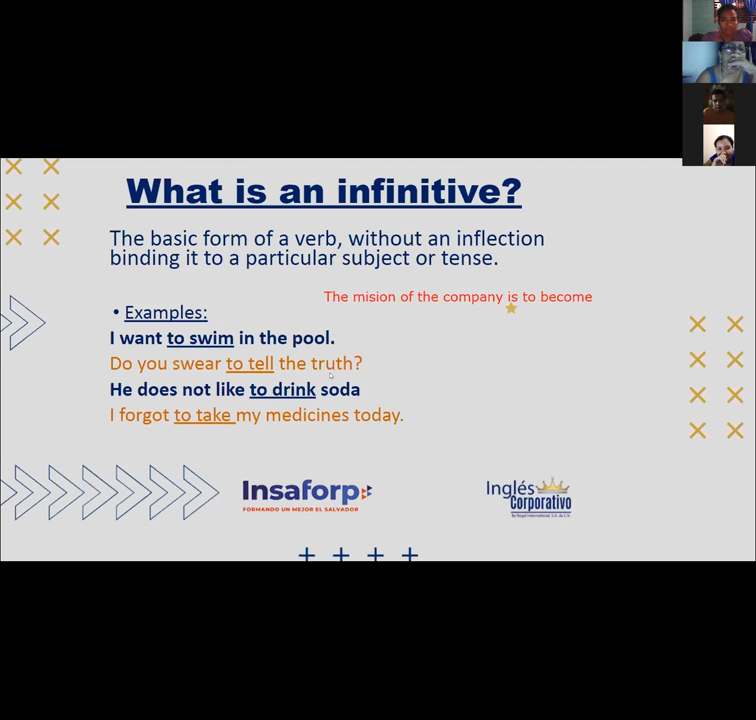 What is an infinitive?
The basic form of a verb, without an inflection
binding it to a particular subject or tense.
The mision of the company is to become
• Examples:
I want to swim in the pool.
Do you swear to tell the truth?
He does not like to drink soda
I forgot to take my medicines today.
Insaforp
FORMANDO UN MEJOR EL SALVADOR
Inglés
Corporativo